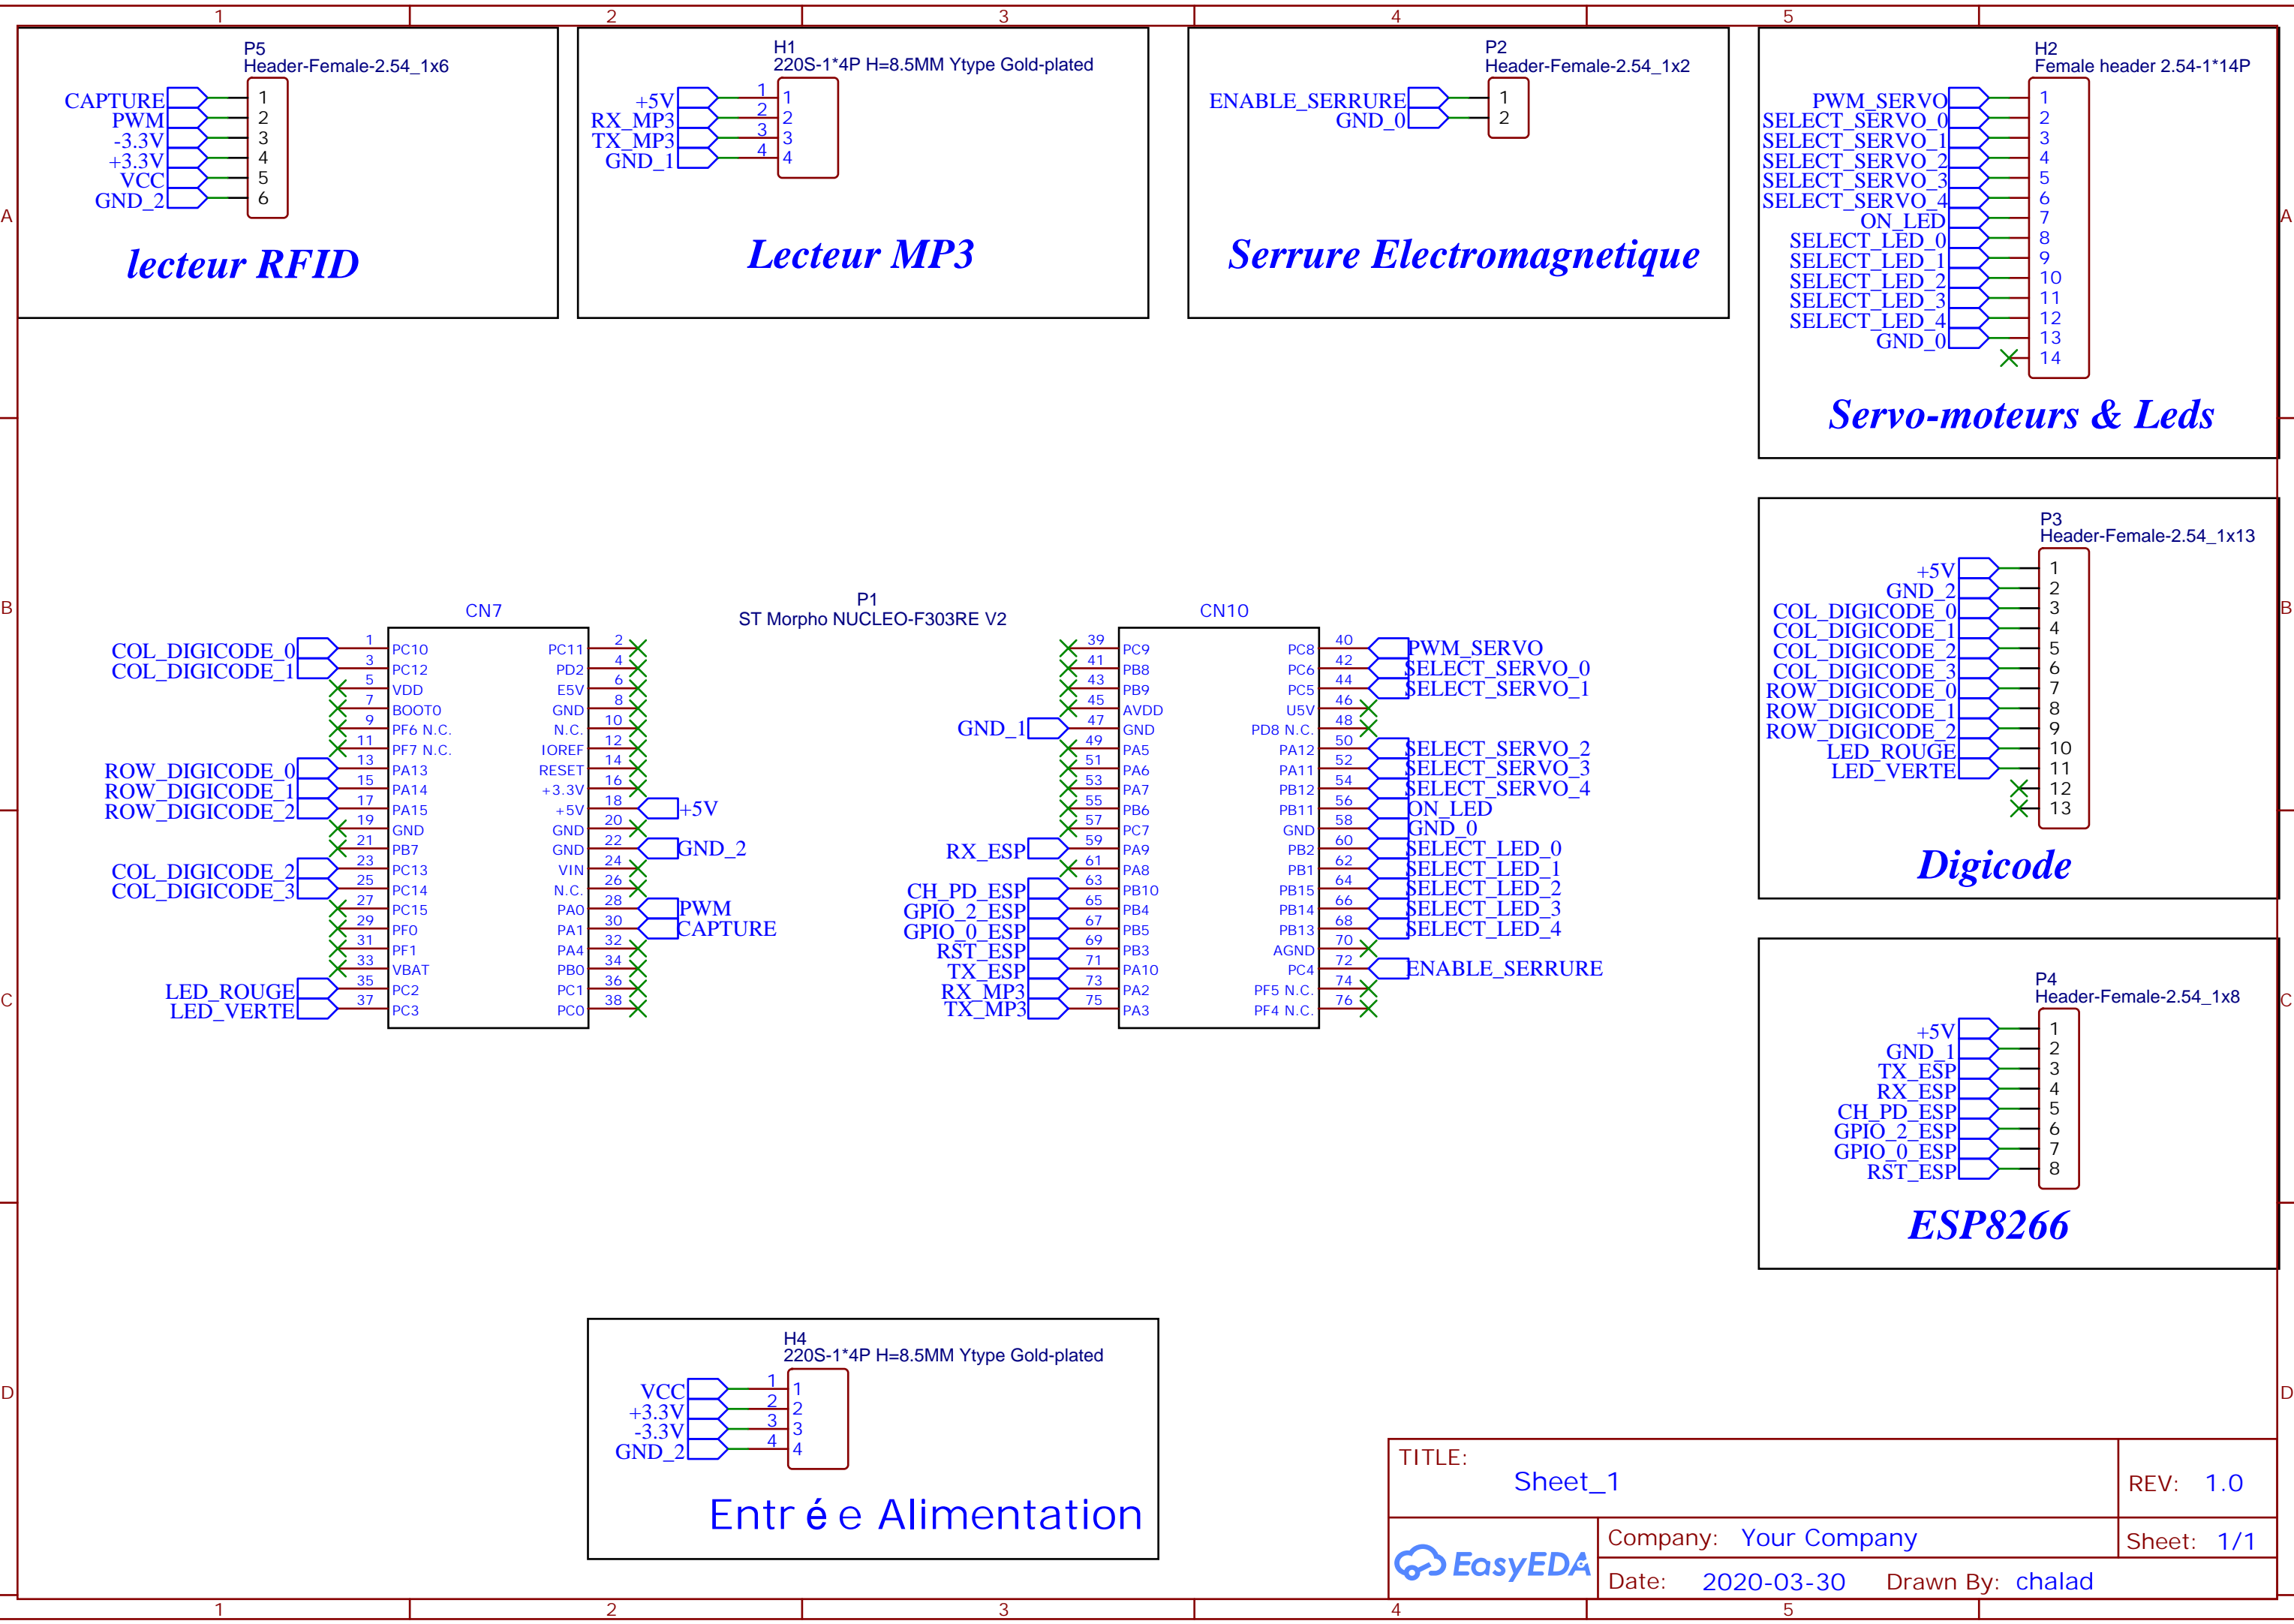 1 2 3 4 5
P5
Header-Female-2.54_1x6
CAPTURE 1
PWM 2
-3.3V 3
+3.3V 4
VCC 5
GND_2 6
lecteur RFID
H1
220S-1*4P H=8.5MM Ytype Gold-plated
+5V 1 1
RX_MP3 2 2
TX_MP3 3 3
GND_1 4 4
Lecteur MP3
P2
Header-Female-2.54_1x2
ENABLE_SERRURE 1
GND_0 2
Serrure Electromagnetique
H2
Female header 2.54-1*14P
PWM_SERVO 1
SELECT_SERVO_0 2
SELECT_SERVO_1 3
SELECT_SERVO_2 4
SELECT_SERVO_3 5
SELECT_SERVO_4 6
ON_LED 7
SELECT_LED_0 8
SELECT_LED_1 9
SELECT_LED_2 10
SELECT_LED_3 11
SELECT_LED_4 12
GND_0 13
14
Servo-moteurs & Leds
A A
P3
Header-Female-2.54_1x13
+5V 1
GND_2 2
COL_DIGICODE_0 3
COL_DIGICODE_1 4
COL_DIGICODE_2 5
COL_DIGICODE_3 6
ROW_DIGICODE_0 7
ROW_DIGICODE_1 8
ROW_DIGICODE_2 9
LED_ROUGE 10
LED_VERTE 11
12
13
Digicode
B B
P1
ST Morpho NUCLEO-F303RE V2
CN7
COL_DIGICODE_0 1 PC10 PC11 2
COL_DIGICODE_1 3 PC12 PD2 4
5 VDD E5V 6
7 BOOT0 GND 8
9 PF6 N.C. N.C. 10
11 PF7 N.C. IOREF 12
ROW_DIGICODE_0 13 PA13 RESET 14
ROW_DIGICODE_1 15 PA14 +3.3V 16
ROW_DIGICODE_2 17 PA15 +5V 18 +5V
19 GND GND 20
21 PB7 GND 22 GND_2
COL_DIGICODE_2 23 PC13 VIN 24
COL_DIGICODE_3 25 PC14 N.C. 26
27 PC15 PA0 28 PWM
29 PF0 PA1 30 CAPTURE
31 PF1 PA4 32
33 VBAT PB0 34
LED_ROUGE 35 PC2 PC1 36
LED_VERTE 37 PC3 PC0 38
CN10
39 PC9 PC8 40 PWM_SERVO
41 PB8 PC6 42 SELECT_SERVO_0
43 PB9 PC5 44 SELECT_SERVO_1
45 AVDD U5V 46
GND_1 47 GND PD8 N.C. 48
49 PA5 PA12 50 SELECT_SERVO_2
51 PA6 PA11 52 SELECT_SERVO_3
53 PA7 PB12 54 SELECT_SERVO_4
55 PB6 PB11 56 ON_LED
57 PC7 GND 58 GND_0
RX_ESP 59 PA9 PB2 60 SELECT_LED_0
61 PA8 PB1 62 SELECT_LED_1
CH_PD_ESP 63 PB10 PB15 64 SELECT_LED_2
GPIO_2_ESP 65 PB4 PB14 66 SELECT_LED_3
GPIO_0_ESP 67 PB5 PB13 68 SELECT_LED_4
RST_ESP 69 PB3 AGND 70
TX_ESP 71 PA10 PC4 72 ENABLE_SERRURE
RX_MP3 73 PA2 PF5 N.C. 74
TX_MP3 75 PA3 PF4 N.C. 76
C C
P4
Header-Female-2.54_1x8
+5V 1
GND_1 2
TX_ESP 3
RX_ESP 4
CH_PD_ESP 5
GPIO_2_ESP 6
GPIO_0_ESP 7
RST_ESP 8
ESP8266
H4
220S-1*4P H=8.5MM Ytype Gold-plated
VCC 1 1
+3.3V 2 2
-3.3V 3 3
GND_2 4 4
Entrée Alimentation
D D
TITLE:
Sheet_1
REV: 1.0
EasyEDA
Company: Your Company
Sheet: 1/1
Date: 2020-03-30 Drawn By: chalad
1 2 3 4 5